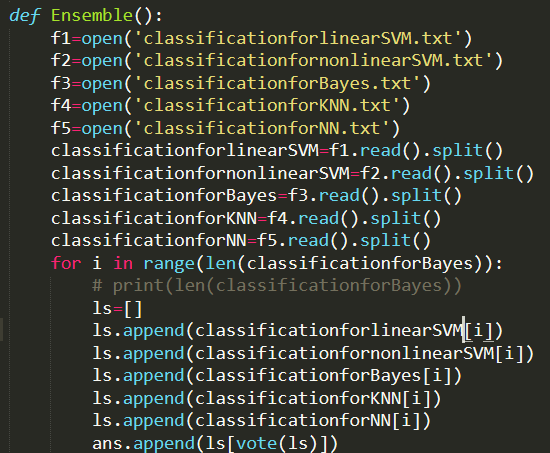 def Ensemble():
    f1=open('classificationforlinearSVM.txt')
    f2=open('classificationfornonlinearSVM.txt')
    f3=open('classificationforBayes.txt')
    f4=open('classificationforKNN.txt')
    f5=open('classificationforNN.txt')
    classificationforlinearSVM=f1.read().split()
    classificationfornonlinearSVM=f2.read().split()
    classificationforBayes=f3.read().split()
    classificationforKNN=f4.read().split()
    classificationforNN=f5.read().split()
    for i in range(len(classificationforBayes)):
        # print(len(classificationforBayes))
        ls=[]
        ls.append(classificationforlinearSVM[i])
        ls.append(classificationfornonlinearSVM[i])
        ls.append(classificationforBayes[i])
        ls.append(classificationforKNN[i])
        ls.append(classificationforNN[i])
        ans.append(ls[vote(ls)])